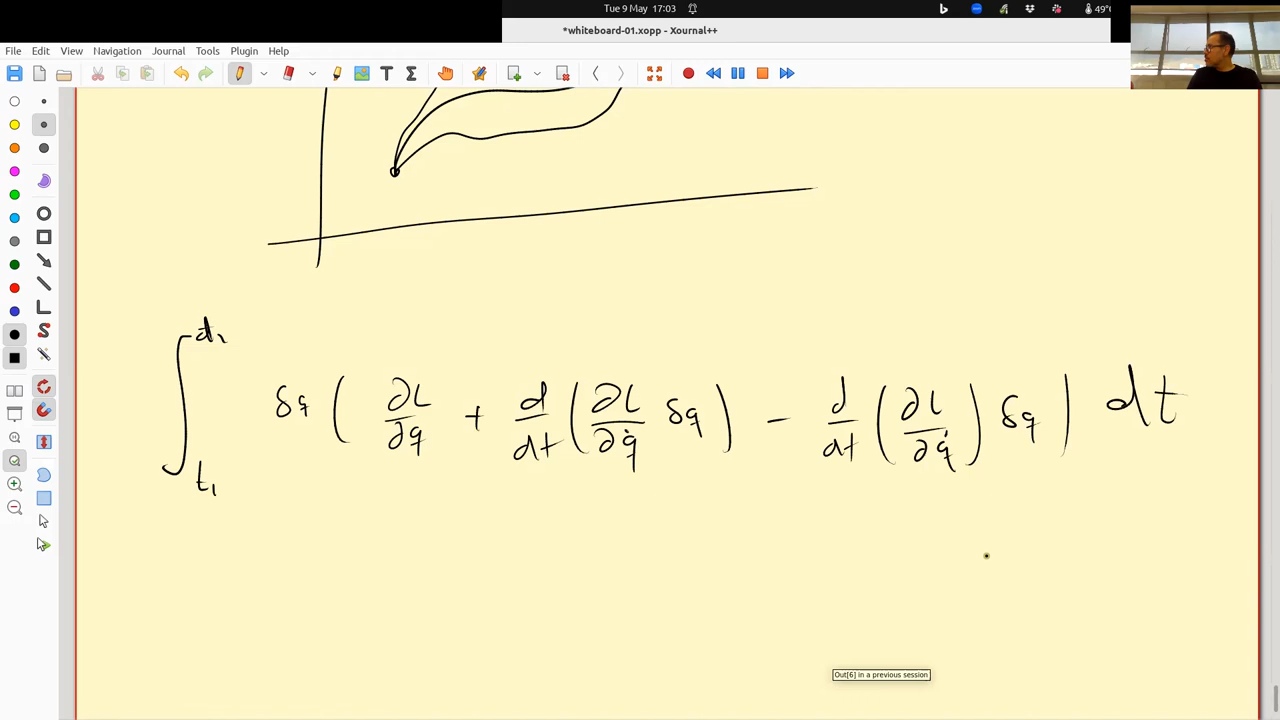 Tue 9 May 17:03
49°
*whiteboard-01.xopp - Xournal++
File Edit View Navigation Journal Tools Plugin Help
∫_{t₁}^{t₂} δq ( ∂L/∂q + d/dt ( ∂L/∂q̇ δq ) − d/dt ( ∂L/∂q̇ ) δq ) dt
Out[6] in a previous session